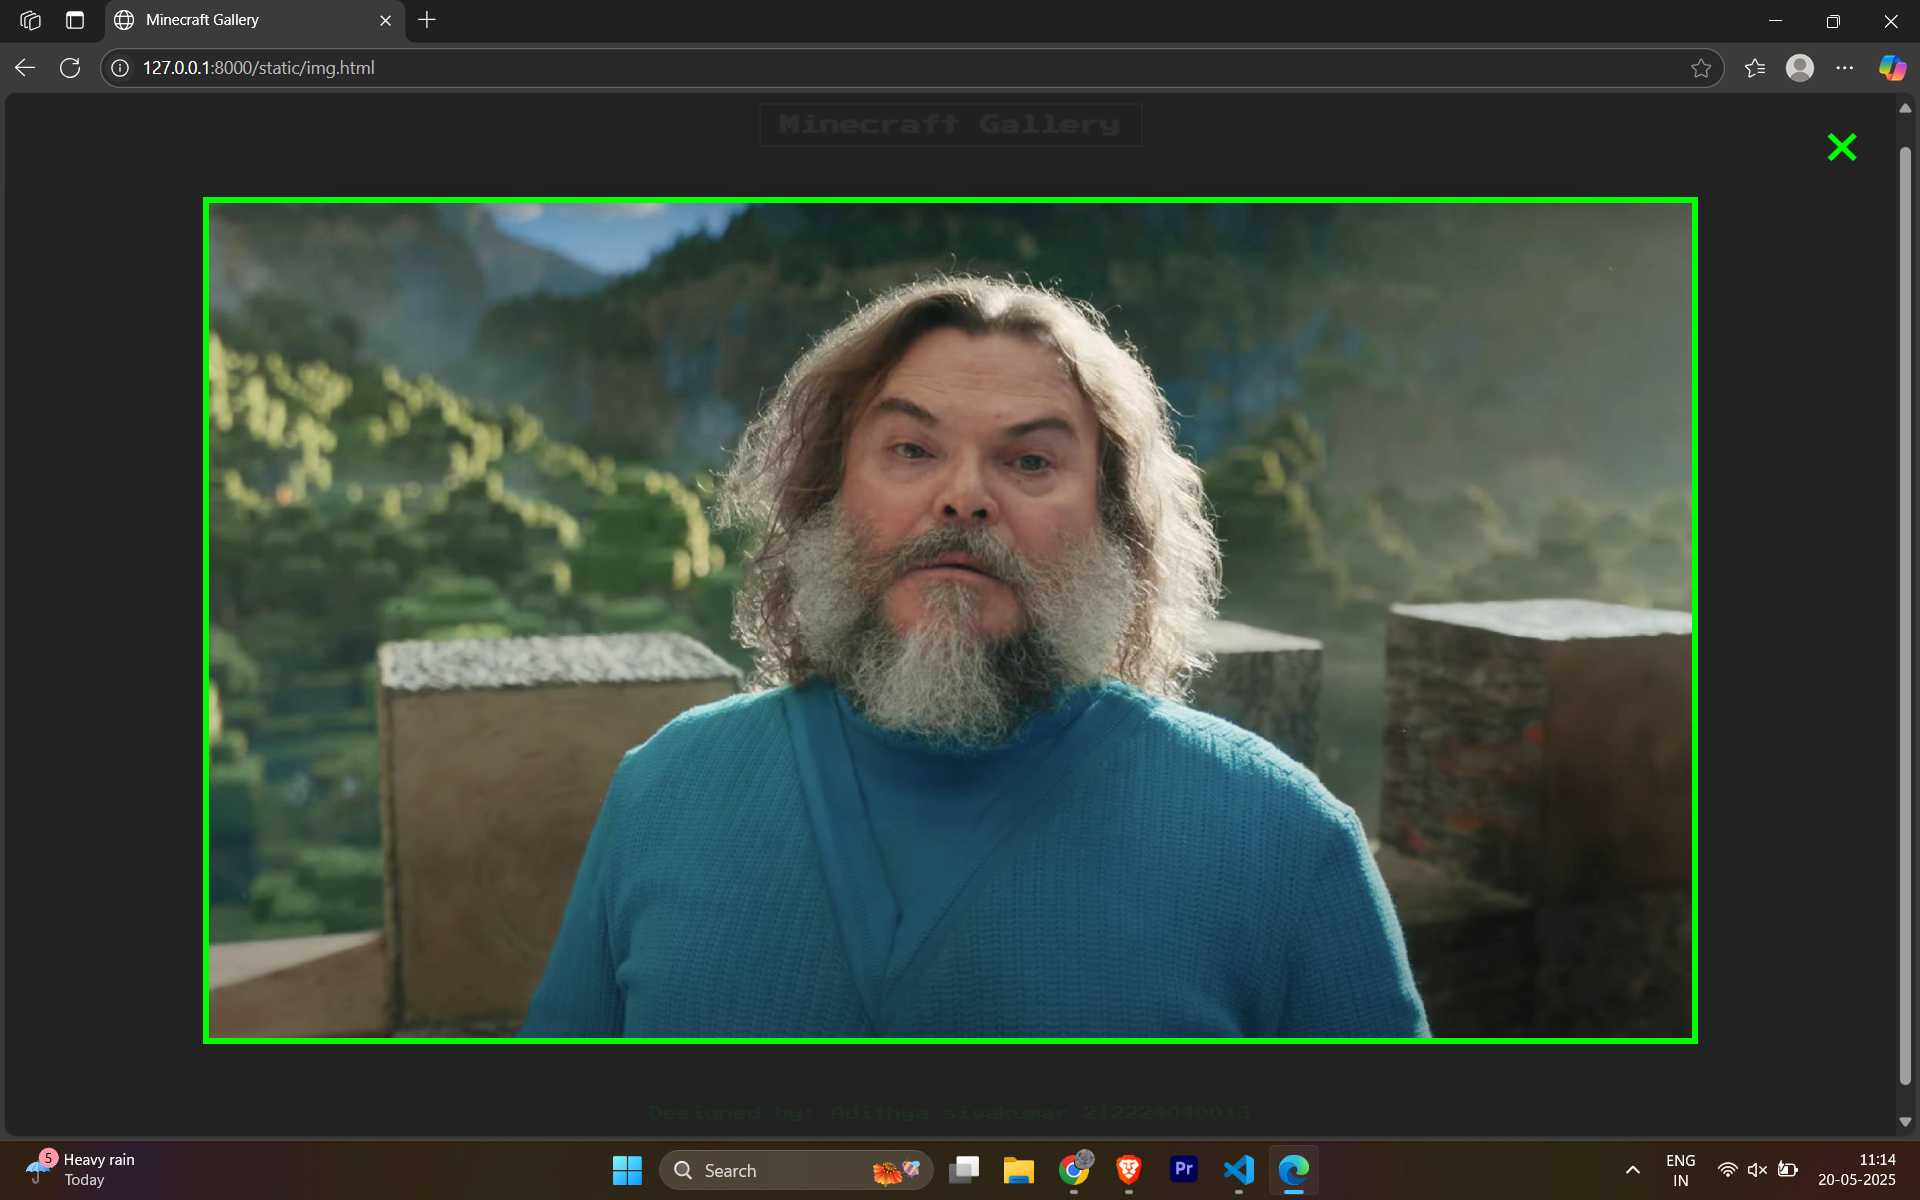 Minecraft Gallery
127.0.0.1:8000/static/img.html
Minecraft Gallery
Designed by: Adithya sivakumar 212224040013
5
Heavy rain
Today
Search
Pr
ENG
IN
11:14
20-05-2025